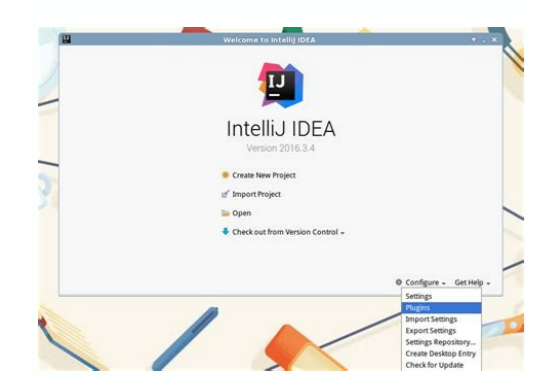 Welcome to IntelliJ IDEA
IJ
IntelliJ IDEA
Version 2016.3.4
Create New Project
Import Project
Open
Check out from Version Control
Configure
Get Help
Settings
Plugins
Import Settings
Export Settings
Settings Repository...
Create Desktop Entry
Check for Update